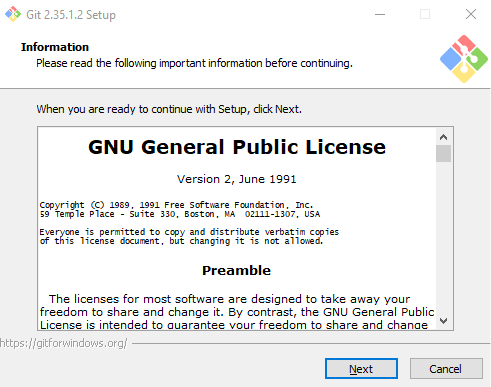 Git 2.35.1.2 Setup
Information
Please read the following important information before continuing.
When you are ready to continue with Setup, click Next.
GNU General Public License
Version 2, June 1991
Copyright (C) 1989, 1991 Free Software Foundation, Inc.
59 Temple Place - Suite 330, Boston, MA  02111-1307, USA
Everyone is permitted to copy and distribute verbatim copies
of this license document, but changing it is not allowed.
Preamble
The licenses for most software are designed to take away your
freedom to share and change it. By contrast, the GNU General Public
License is intended to guarantee your freedom to share and change
https://gitforwindows.org/
Next
Cancel